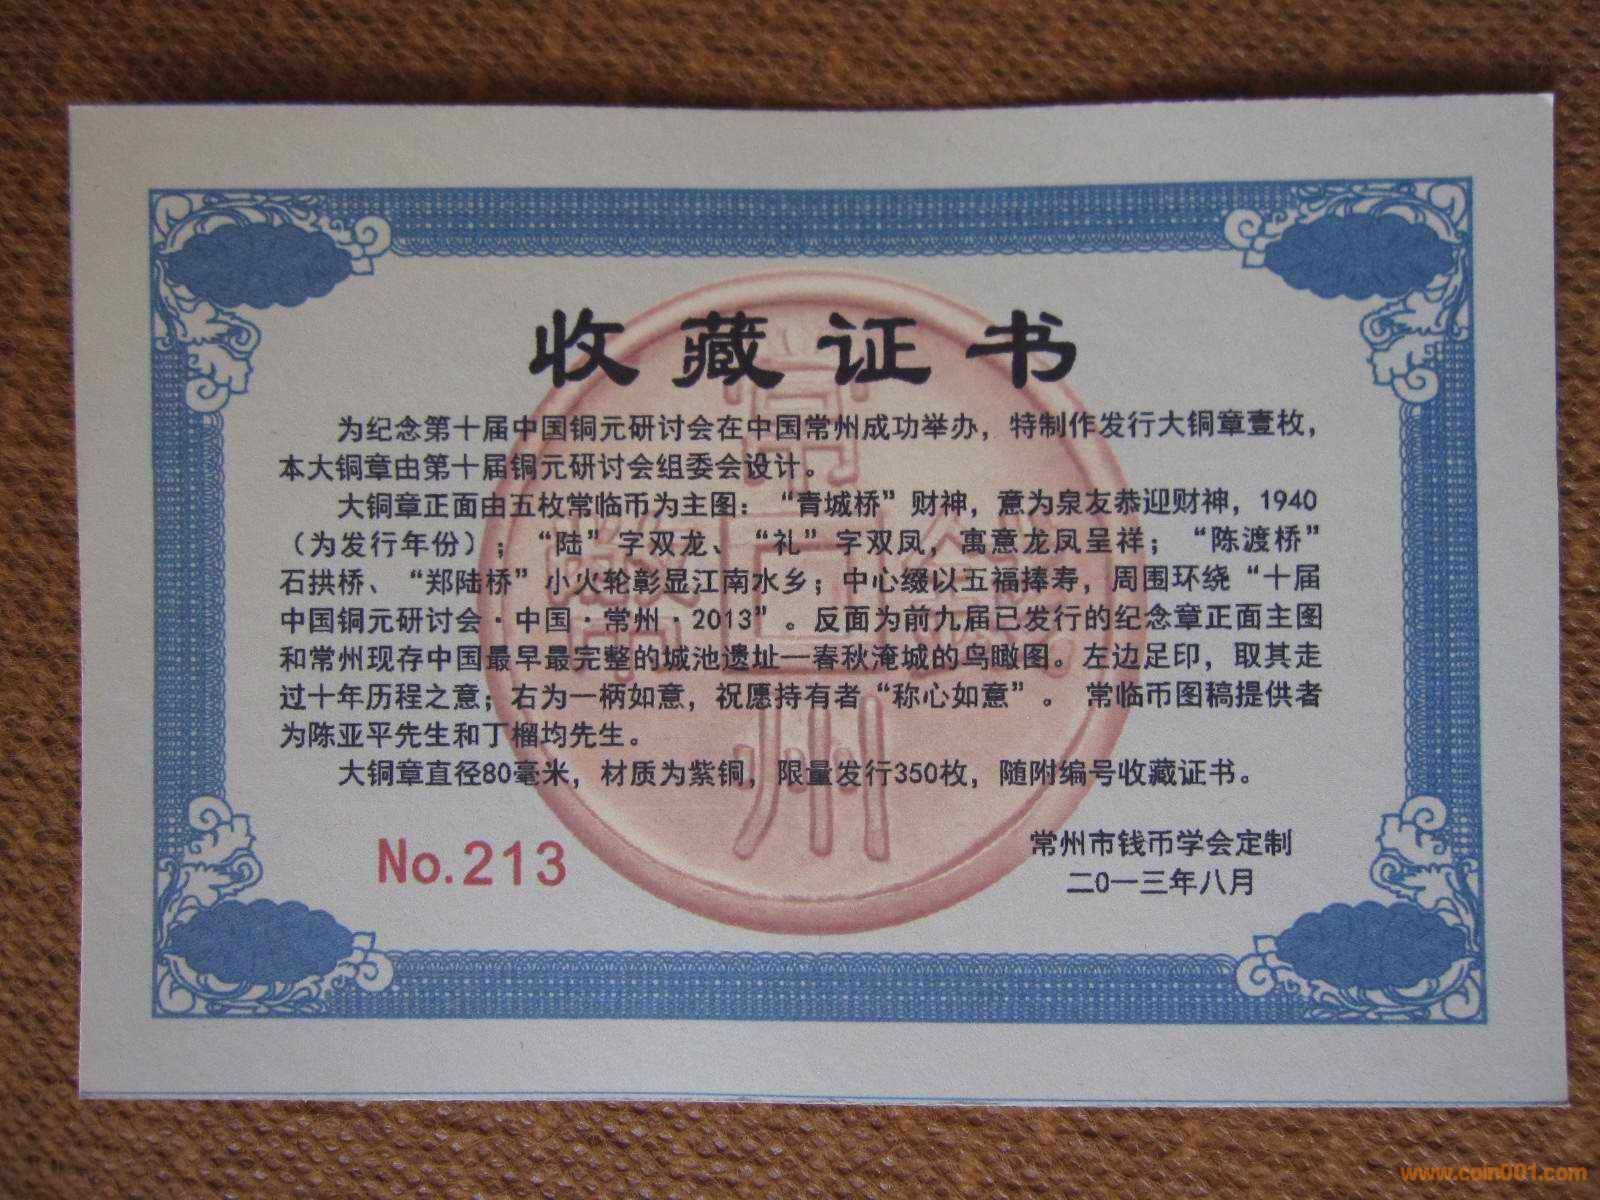 收藏证书
为纪念第十届中国铜元研讨会在中国常州成功举办，特制作发行大铜章壹枚，
本大铜章由第十届铜元研讨会组委会设计。
大铜章正面由五枚常临币为主图：“青城桥”财神，意为泉友恭迎财神，1940
（为发行年份）；“陆”字双龙、“礼”字双凤，寓意龙凤呈祥；“陈渡桥”
石拱桥、“郑陆桥”小火轮彰显江南水乡；中心缀以五福捧寿，周围环绕“十届
中国铜元研讨会·中国·常州·2013”。反面为前九届已发行的纪念章正面主图
和常州现存中国最早最完整的城池遗址—春秋淹城的鸟瞰图。左边足印，取其走
过十年历程之意；右为一柄如意，祝愿持有者“称心如意”。常临币图稿提供者
为陈亚平先生和丁榴均先生。
大铜章直径80毫米，材质为紫铜，限量发行350枚，随附编号收藏证书。
No.213
常州市钱币学会定制
二0一三年八月
www.coin001.com